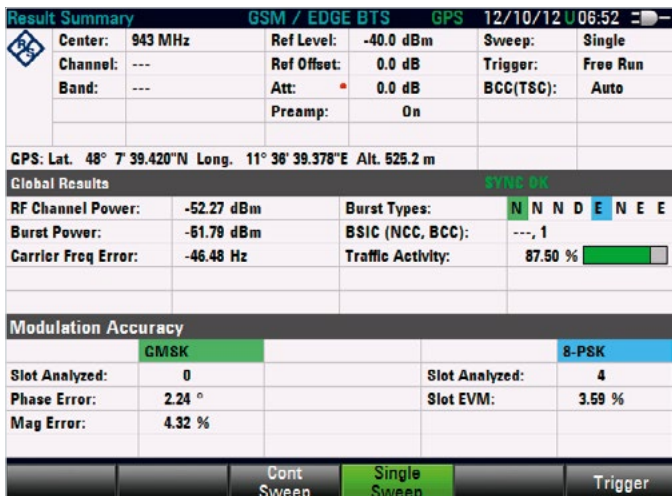 Result Summary GSM / EDGE BTS GPS 12/10/12 U 06:52
Center: 943 MHz Ref Level: -40.0 dBm Sweep: Single
Channel: --- Ref Offset: 0.0 dB Trigger: Free Run
Band: --- Att: 0.0 dB BCC(TSC): Auto
Preamp: On
GPS: Lat. 48° 7' 39.420"N Long. 11° 36' 39.378"E Alt. 525.2 m
Global Results SYNC OK
RF Channel Power: -52.27 dBm Burst Types: N N N D E N E E
Burst Power: -51.79 dBm BSIC (NCC, BCC): ---, 1
Carrier Freq Error: -46.48 Hz Traffic Activity: 87.50 %
Modulation Accuracy
GMSK 8-PSK
Slot Analyzed: 0 Slot Analyzed: 4
Phase Error: 2.24 ° Slot EVM: 3.59 %
Mag Error: 4.32 %
Cont Sweep Single Sweep Trigger